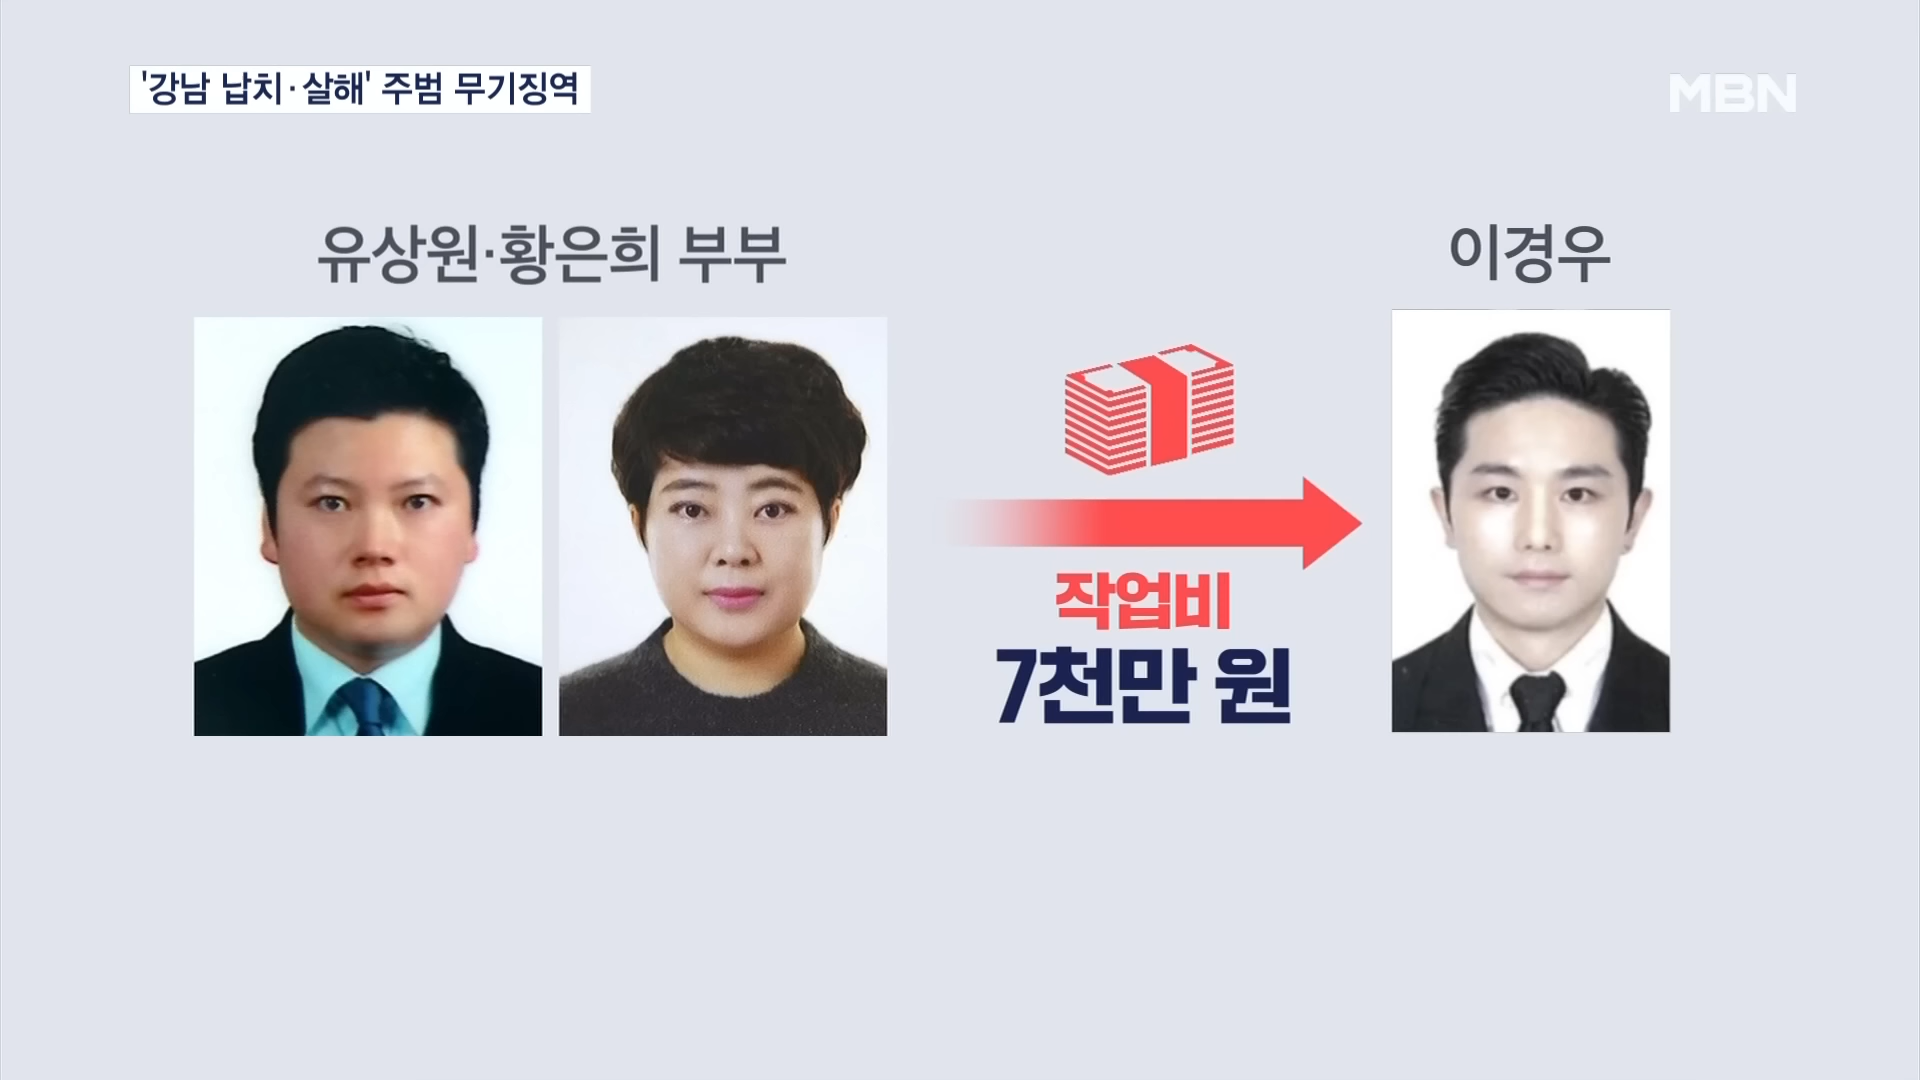 '강남 납치·살해' 주범 무기징역
MBN
유상원·황은희 부부
이경우
작업비
7천만 원